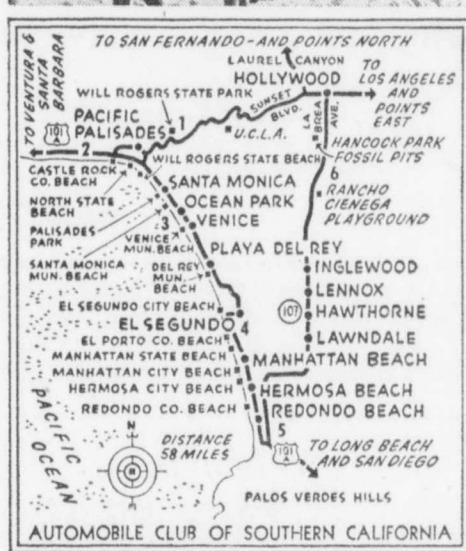 TO SAN FERNANDO-AND POINTS NORTH
LAUREL CANYON
HOLLYWOOD
TO
LOS ANGELES
AND
POINTS
EAST
TO VENTURA &
SANTA
BARBARA
101
A
WILL ROGERS STATE PARK
SUNSET
BLVD.
LA
BREA
AVE.
PACIFIC
PALISADES
1
U.C.L.A.
HANCOCK PARK
FOSSIL PITS
2
WILL ROGERS STATE BEACH
6
CASTLE ROCK
CO. BEACH
SANTA MONICA
RANCHO
CIENEGA
PLAYGROUND
NORTH STATE
BEACH
OCEAN PARK
VENICE
PALISADES
PARK
3
VENICE
MUN. BEACH
PLAYA DEL REY
SANTA MONICA
MUN. BEACH
DEL REY
MUN.
BEACH
INGLEWOOD
LENNOX
107
HAWTHORNE
LAWNDALE
EL SEGUNDO CITY BEACH
EL SEGUNDO
4
EL PORTO CO. BEACH
MANHATTAN STATE BEACH
MANHATTAN BEACH
MANHATTAN CITY BEACH
HERMOSA CITY BEACH
HERMOSA BEACH
REDONDO CO. BEACH
REDONDO BEACH
5
PACIFIC
OCEAN
N
DISTANCE
58 MILES
101
A
TO LONG BEACH
AND SAN DIEGO
PALOS VERDES HILLS
AUTOMOBILE CLUB OF SOUTHERN CALIFORNIA